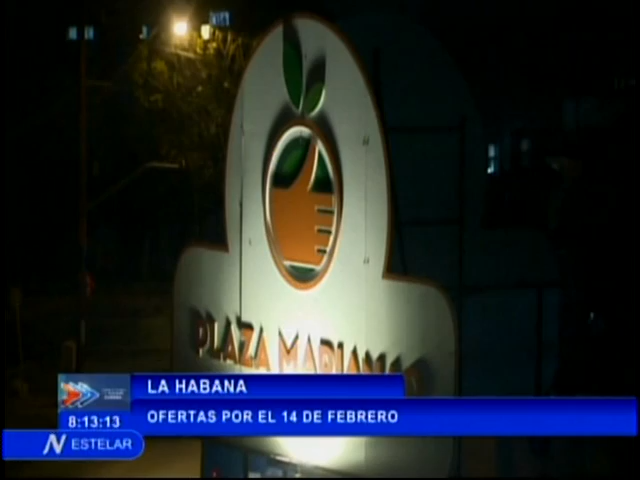 PLAZA MARIANAO
LA HABANA
OFERTAS POR EL 14 DE FEBRERO
8:13:13
N ESTELAR